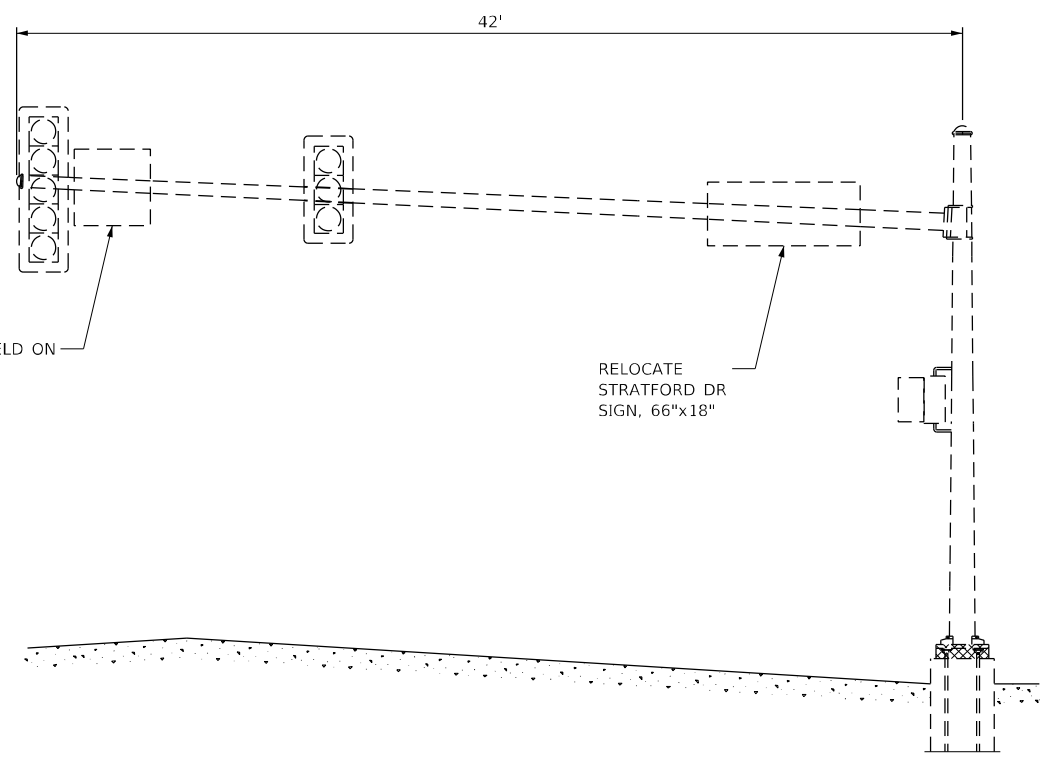 42'
ELD ON
RELOCATE
STRATFORD DR
SIGN, 66"x18"